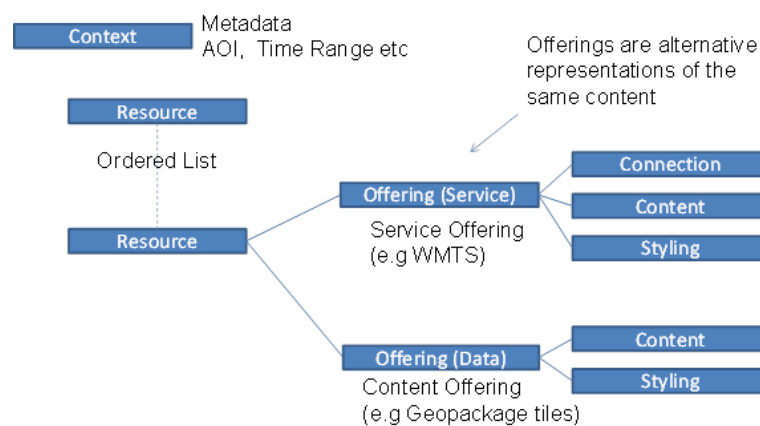 Context
Metadata
AOI, Time Range etc
Offerings are alternative
representations of the
same content
Resource
Ordered List
Resource
Offering (Service)
Service Offering
(e.g WMTS)
Connection
Content
Styling
Offering (Data)
Content Offering
(e.g Geopackage tiles)
Content
Styling